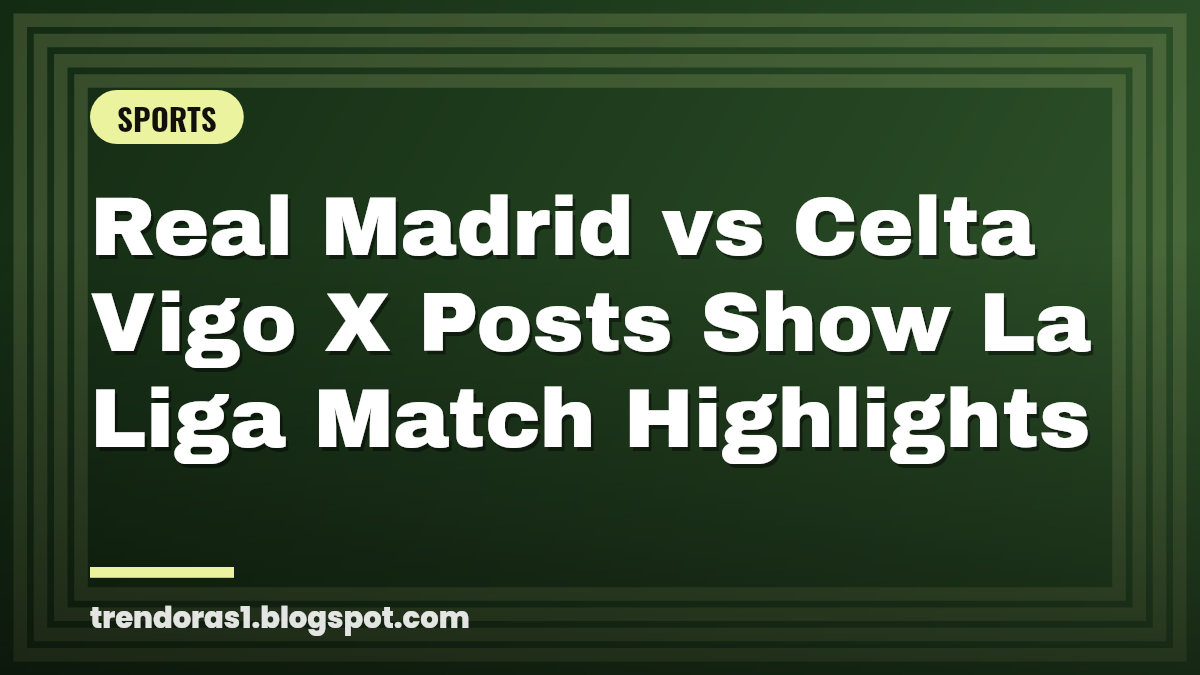 SPORTS
Real Madrid vs Celta
Vigo X Posts Show La
Liga Match Highlights
trendoras1.blogspot.com